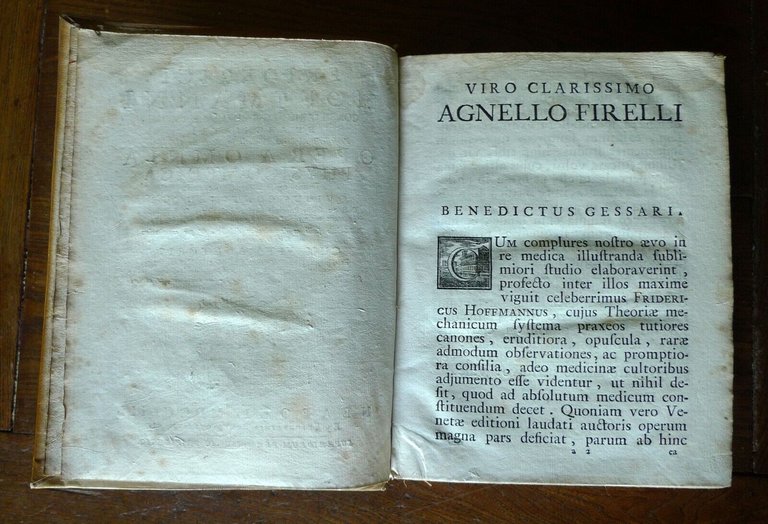 VIRO CLARISSIMO
AGNELLO FIRELLI
BENEDICTUS GESSARI.
CUM complures noſtro ævo in
re medica illuſtranda ſubli-
miori ſtudio elaboraverint,
profecto inter illos maxime
viguit celeberrimus FRIDERI-
CUS HOFFMANNUS, cujus Theoriæ me-
chanicum ſyſtema praxeos tutiores
canones, eruditiora, opuſcula, raræ
admodum obſervationes, ac promptio-
ra conſilia, adeo medicinæ cultoribus
adjumento eſſe videntur, ut nihil de-
ſit, quod ad abſolutum medicum con-
ſtituendum decet. Quoniam vero Ve-
netæ editioni laudati auctoris operum
magna pars deficiat, parum ab hinc
a 2 ea